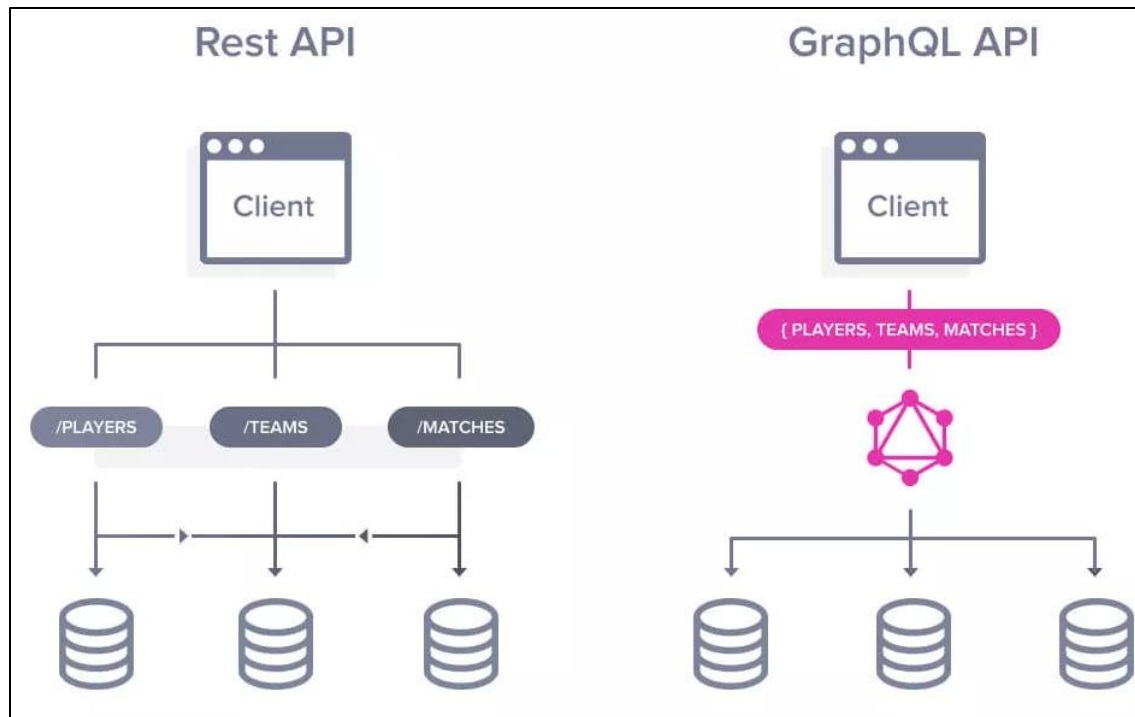 Rest API
GraphQL API
Client
Client
{ PLAYERS, TEAMS, MATCHES }
/PLAYERS
/TEAMS
/MATCHES